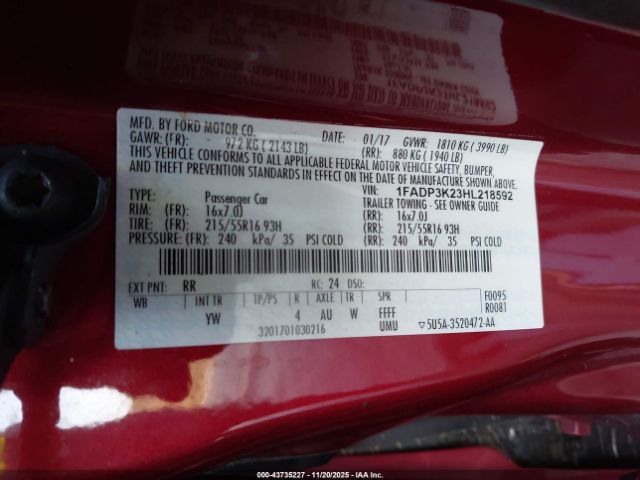 MFD. BY FORD MOTOR CO.
DATE: 01/17 GVWR: 1810 KG ( 3990 LB)
GAWR: (FR): 972 KG ( 2143 LB) (RR): 880 KG ( 1940 LB)
THIS VEHICLE CONFORMS TO ALL APPLICABLE FEDERAL MOTOR VEHICLE SAFETY, BUMPER,
AND THEFT PREVENTION STANDARDS IN EFFECT ON THE DATE OF MANUFACTURE SHOWN ABOVE.
VIN: 1FADP3K23HL218592
TYPE: Passenger Car TRAILER TOWING - SEE OWNER GUIDE
RIM: (FR): 16x7.0J (RR): 16x7.0J
TIRE: (FR): 215/55R16 93H (RR): 215/55R16 93H
PRESSURE: (FR): 240 kPa/ 35 PSI COLD (RR): 240 kPa/ 35 PSI COLD
EXT PNT: RR RC: 24 DSO:
WB INT TR TP/PS R AXLE TR SPR F0095
YW 4 AU W FFFF R0081
3201701030216 UMU ▽5U5A-3520472-AA
000-43735227 - 11/20/2025 - IAA Inc.